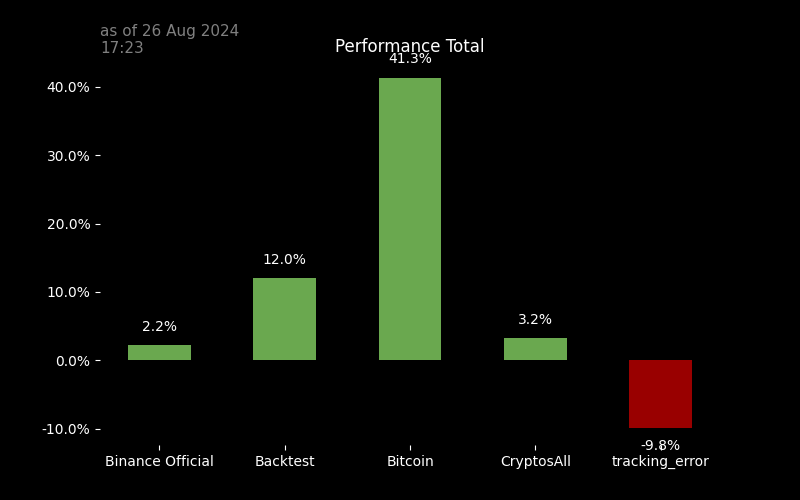 as of 26 Aug 2024
17:23
Performance Total
41.3%
40.0%
30.0%
20.0%
12.0%
10.0%
3.2%
2.2%
0.0%
-10.0%
-9.8%
Binance Official
Backtest
Bitcoin
CryptosAll
tracking_error